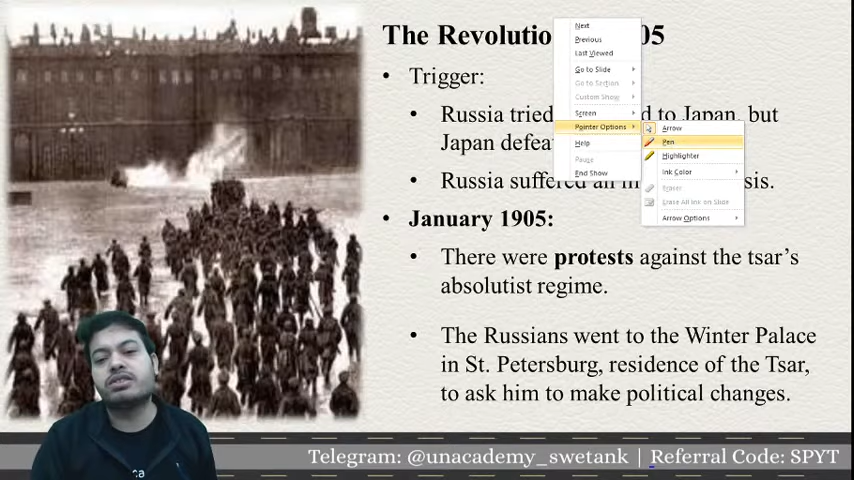 The Revolutio 05
• Trigger:
• Russia tried d to Japan, but
Japan defea
• Russia suffered an sis.
• January 1905:
• There were protests against the tsar's
absolutist regime.
• The Russians went to the Winter Palace
in St. Petersburg, residence of the Tsar,
to ask him to make political changes.
Next
Previous
Last Viewed
Go to Slide
Go to Section
Custom Show
Screen
Pointer Options
Help
Pause
End Show
Arrow
Pen
Highlighter
Ink Color
Eraser
Erase All Ink on Slide
Arrow Options
ca
Telegram: @unacademy_swetank | Referral Code: SPYT